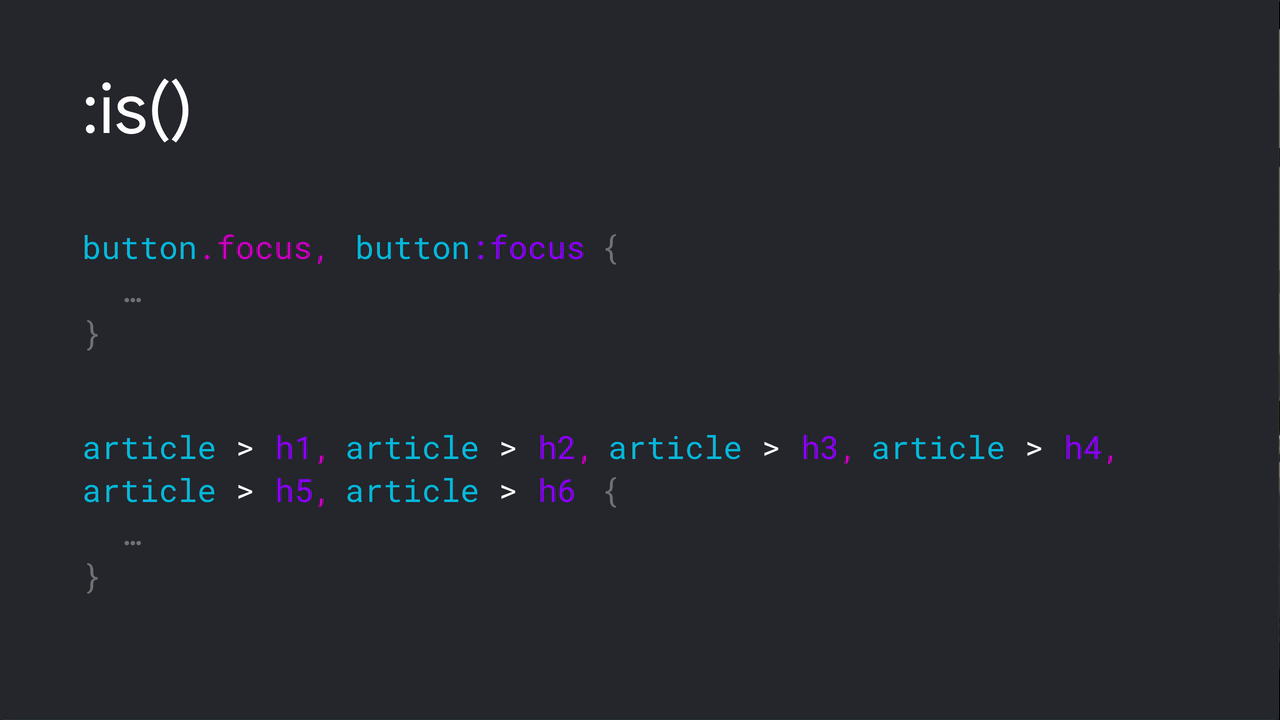 :is()
button.focus, button:focus {
…
}
article > h1, article > h2, article > h3, article > h4,
article > h5, article > h6 {
…
}